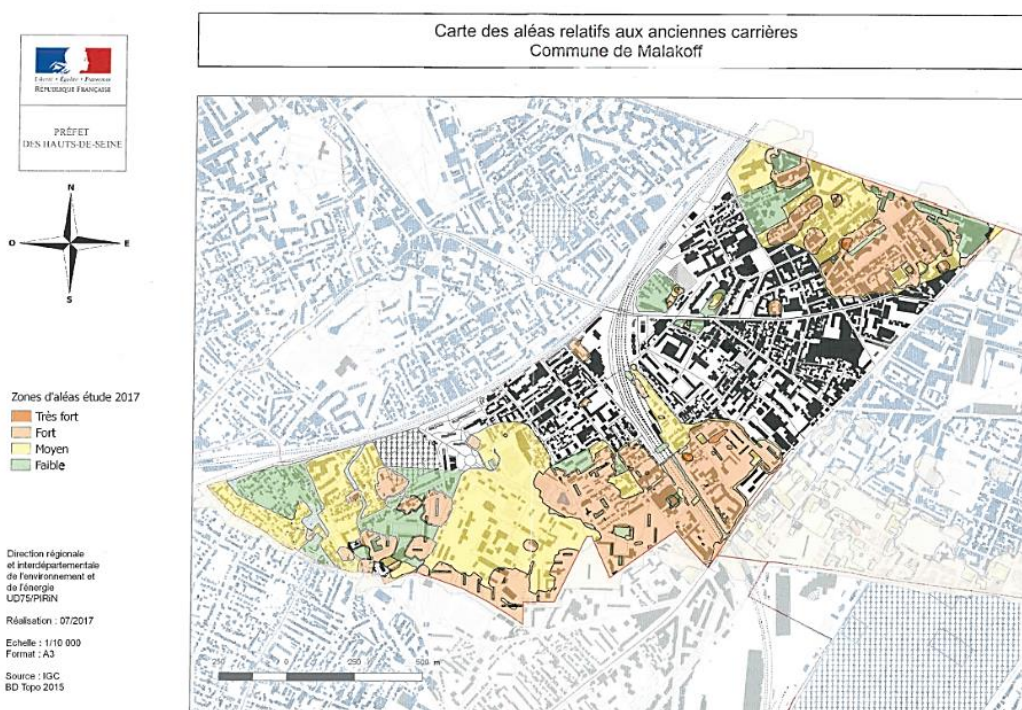 Carte des aléas relatifs aux anciennes carrières
Commune de Malakoff
Liberté • Égalité • Fraternité
RÉPUBLIQUE FRANÇAISE
PRÉFET
DES HAUTS-DE-SEINE
N
O
E
S
Zones d'aléas étude 2017
Très fort
Fort
Moyen
Faible
Direction régionale
et interdépartementale
de l'environnement et
de l'énergie
UD75/PIRIN
Réalisation : 07/2017
Echelle : 1/10 000
Format : A3
Source : IGC
BD Topo 2015
250 0 250 500 m